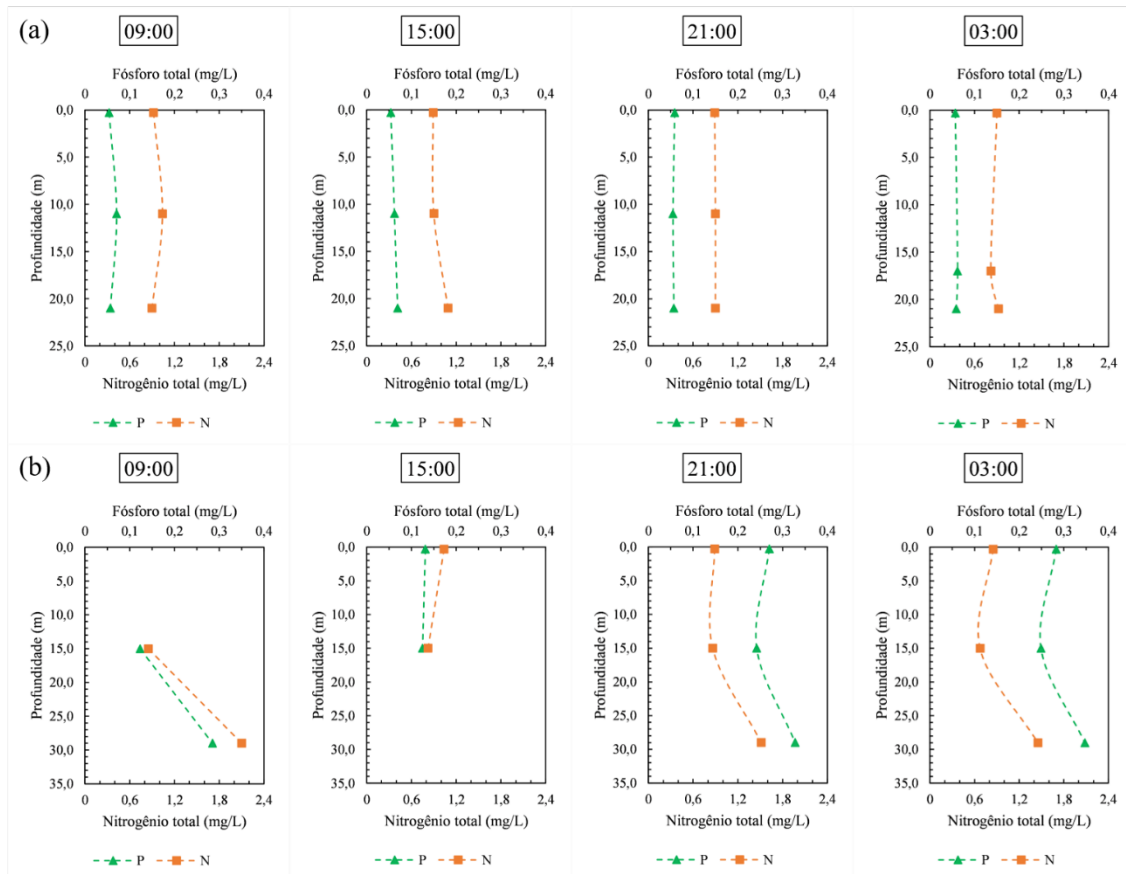 (a)
09:00 15:00 21:00 03:00
Fósforo total (mg/L) Fósforo total (mg/L) Fósforo total (mg/L) Fósforo total (mg/L)
0 0,1 0,2 0,3 0,4 0 0,1 0,2 0,3 0,4 0 0,1 0,2 0,3 0,4 0 0,1 0,2 0,3 0,4
0,0 0,0 0,0 0,0
5,0 5,0 5,0 5,0
10,0 10,0 10,0 10,0
15,0 15,0 15,0 15,0
20,0 20,0 20,0 20,0
25,0 25,0 25,0 25,0
Profundidade (m) Profundidade (m) Profundidade (m) Profundidade (m)
0 0,6 1,2 1,8 2,4 0 0,6 1,2 1,8 2,4 0 0,6 1,2 1,8 2,4 0 0,6 1,2 1,8 2,4
Nitrogênio total (mg/L) Nitrogênio total (mg/L) Nitrogênio total (mg/L) Nitrogênio total (mg/L)
P N P N P N P N
(b)
09:00 15:00 21:00 03:00
Fósforo total (mg/L) Fósforo total (mg/L) Fósforo total (mg/L) Fósforo total (mg/L)
0 0,1 0,2 0,3 0,4 0 0,1 0,2 0,3 0,4 0 0,1 0,2 0,3 0,4 0 0,1 0,2 0,3 0,4
0,0 0,0 0,0 0,0
5,0 5,0 5,0 5,0
10,0 10,0 10,0 10,0
15,0 15,0 15,0 15,0
20,0 20,0 20,0 20,0
25,0 25,0 25,0 25,0
30,0 30,0 30,0 30,0
35,0 35,0 35,0 35,0
Profundidade (m) Profundidade (m) Profundidade (m) Profundidade (m)
0 0,6 1,2 1,8 2,4 0 0,6 1,2 1,8 2,4 0 0,6 1,2 1,8 2,4 0 0,6 1,2 1,8 2,4
Nitrogênio total (mg/L) Nitrogênio total (mg/L) Nitrogênio total (mg/L) Nitrogênio total (mg/L)
P N P N P N P N